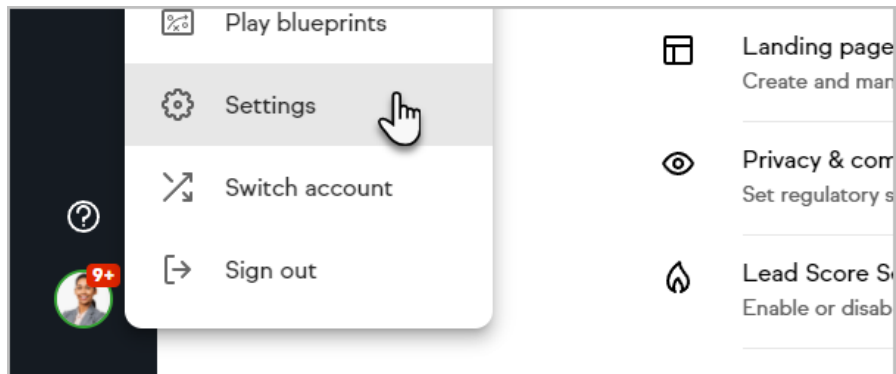 Play blueprints
Settings
Switch account
Sign out
9+
Landing page
Create and man
Privacy & com
Set regulatory s
Lead Score S
Enable or disab